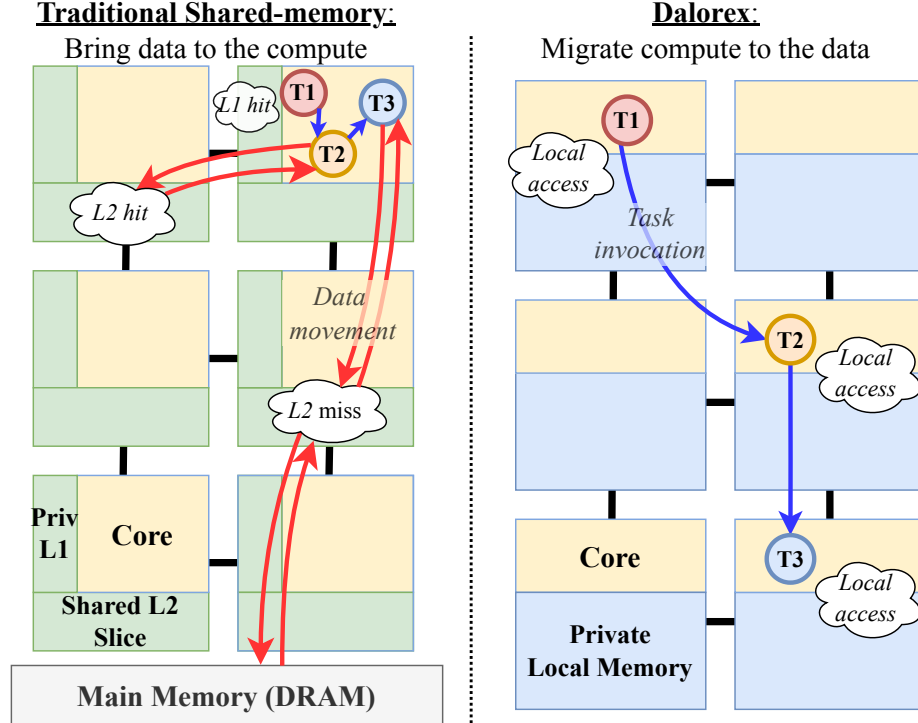 Traditional Shared-memory:
Bring data to the compute
L1 hit
T1
T3
T2
L2 hit
Data
movement
L2 miss
Priv
L1
Core
Shared L2
Slice
Main Memory (DRAM)
Dalorex:
Migrate compute to the data
T1
Local
access
Task
invocation
T2
Local
access
Core
T3
Local
access
Private
Local Memory